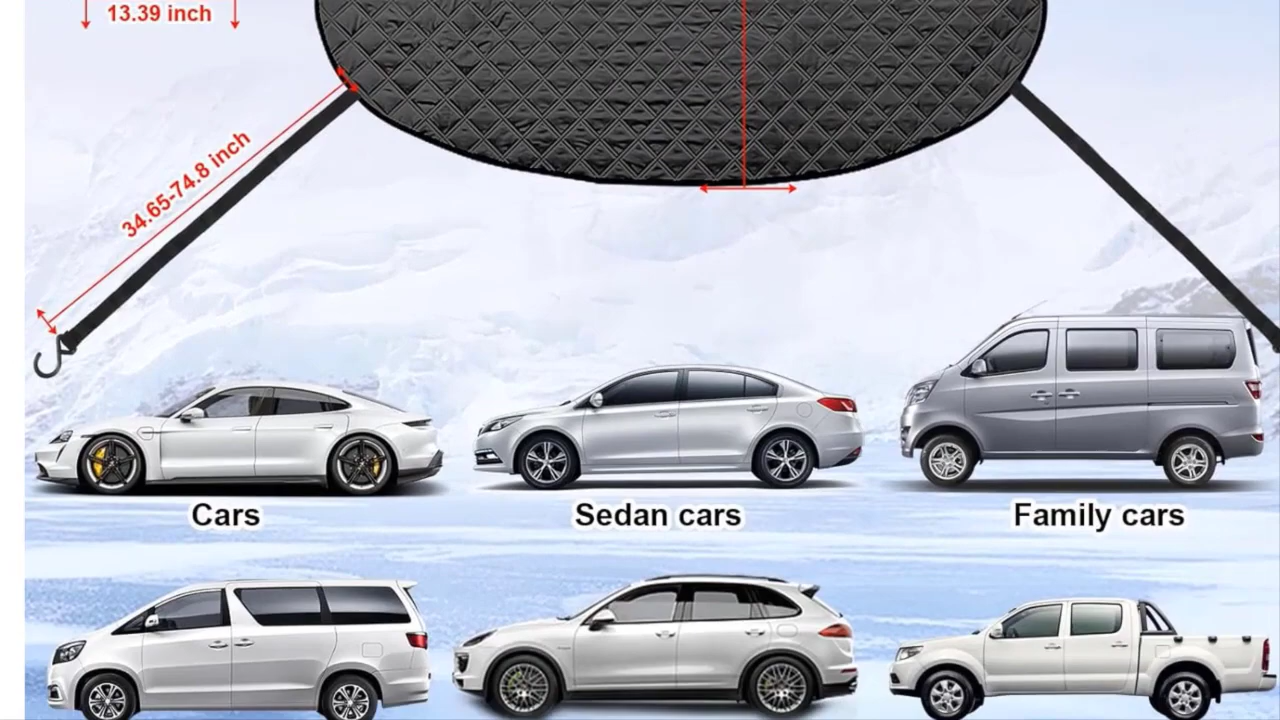 13.39 inch
34.65-74.8 inch
Cars
Sedan cars
Family cars